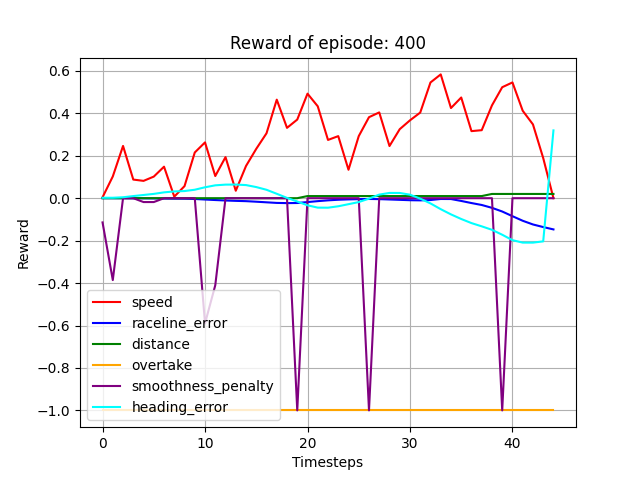 Reward of episode: 400
Reward
0.6
0.4
0.2
0.0
−0.2
−0.4
−0.6
−0.8
−1.0
speed
raceline_error
distance
overtake
smoothness_penalty
heading_error
0 10 20 30 40
Timesteps